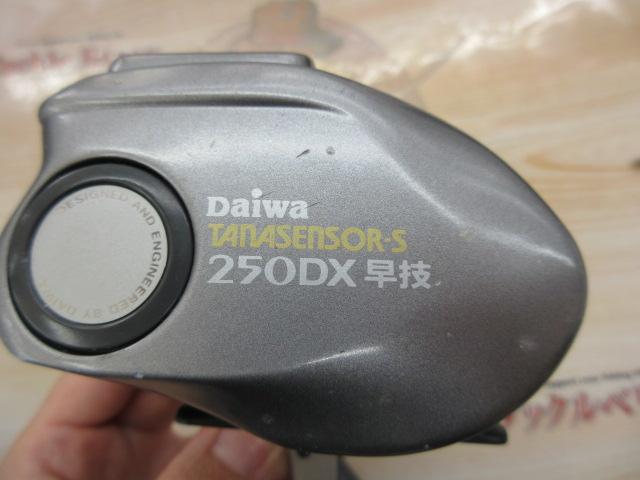 Daiwa
TANASENSOR-S
250DX 早技
DESIGNED AND ENGINEERED BY DAIWA